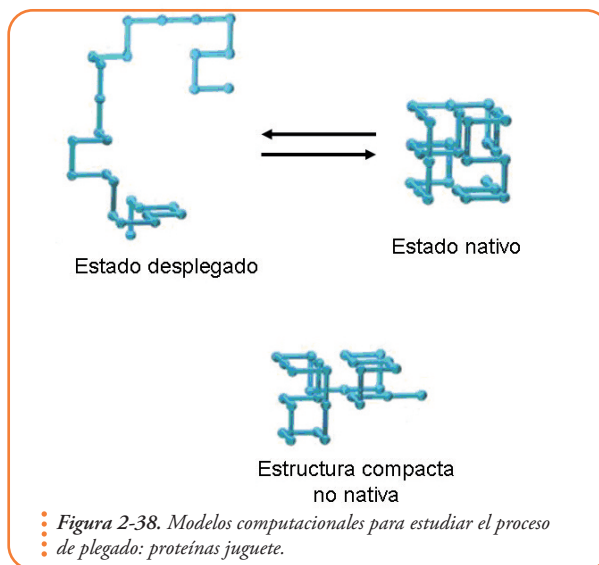 Estado desplegado
Estado nativo
Estructura compacta
no nativa
Figura 2-38. Modelos computacionales para estudiar el proceso
de plegado: proteínas juguete.